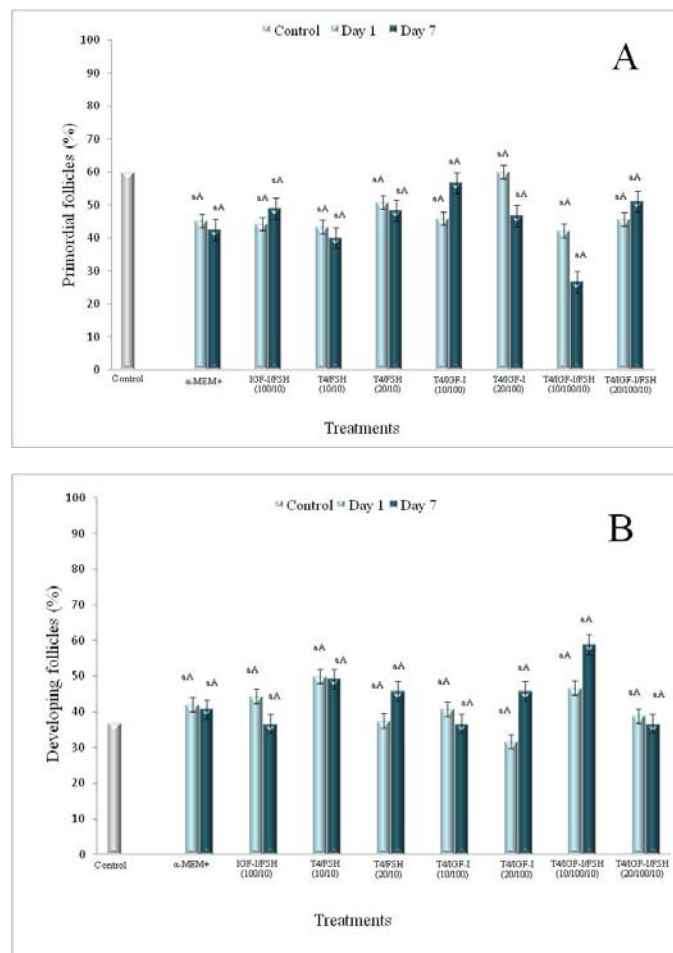 Control Day 1 Day 7
A
100
90
80
70
60
50
40
30
20
10
0
Primordial follicles (%)
aA aA aA aA aA aA aA aA aA aA aA aA aA aA aA aA
Control α-MEM+ IGF-I/FSH T4/FSH T4/FSH T4/IGF-I T4/IGF-I T4/IGF-I/FSH T4/IGF-I/FSH
(100/10) (10/10) (20/10) (10/100) (20/100) (10/100/10) (20/100/10)
Treatments
Control Day 1 Day 7
B
100
90
80
70
60
50
40
30
20
10
0
Developing follicles (%)
aA aA aA aA aA aA aA aA aA aA aA aA aA aA aA aA
Control α-MEM+ IGF-I/FSH T4/FSH T4/FSH T4/IGF-I T4/IGF-I T4/IGF-I/FSH T4/IGF-I/FSH
(100/10) (10/10) (20/10) (10/100) (20/100) (10/100/10) (20/100/10)
Treatments